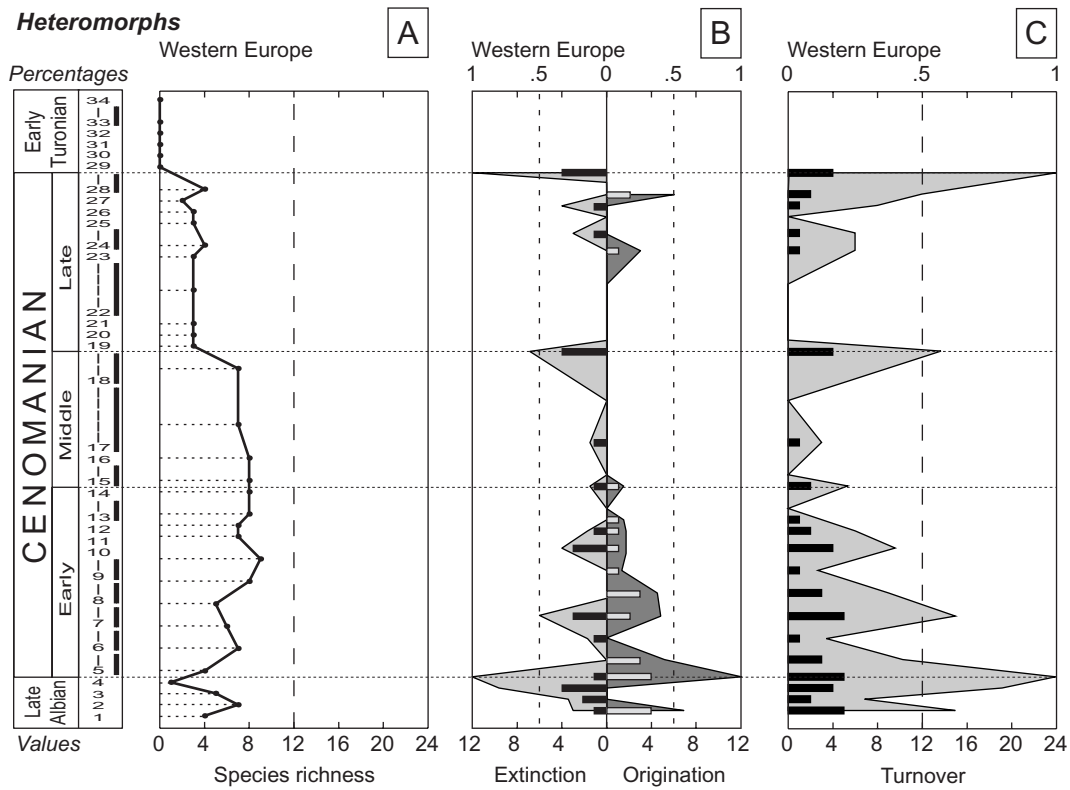 Heteromorphs
A
B
C
Western Europe
Western Europe
Western Europe
Percentages
1 .5 0 .5 1
0 .5 1
Early
Turonian
CENOMANIAN
Late
Middle
Early
Late
Albian
34
33
32
31
30
29
28
27
26
25
24
23
22
21
20
19
18
17
16
15
14
13
12
11
10
9
8
7
6
5
4
3
2
1
Values
0 4 8 12 16 20 24
12 8 4 0 4 8 12
0 4 8 12 16 20 24
Species richness
Extinction
Origination
Turnover